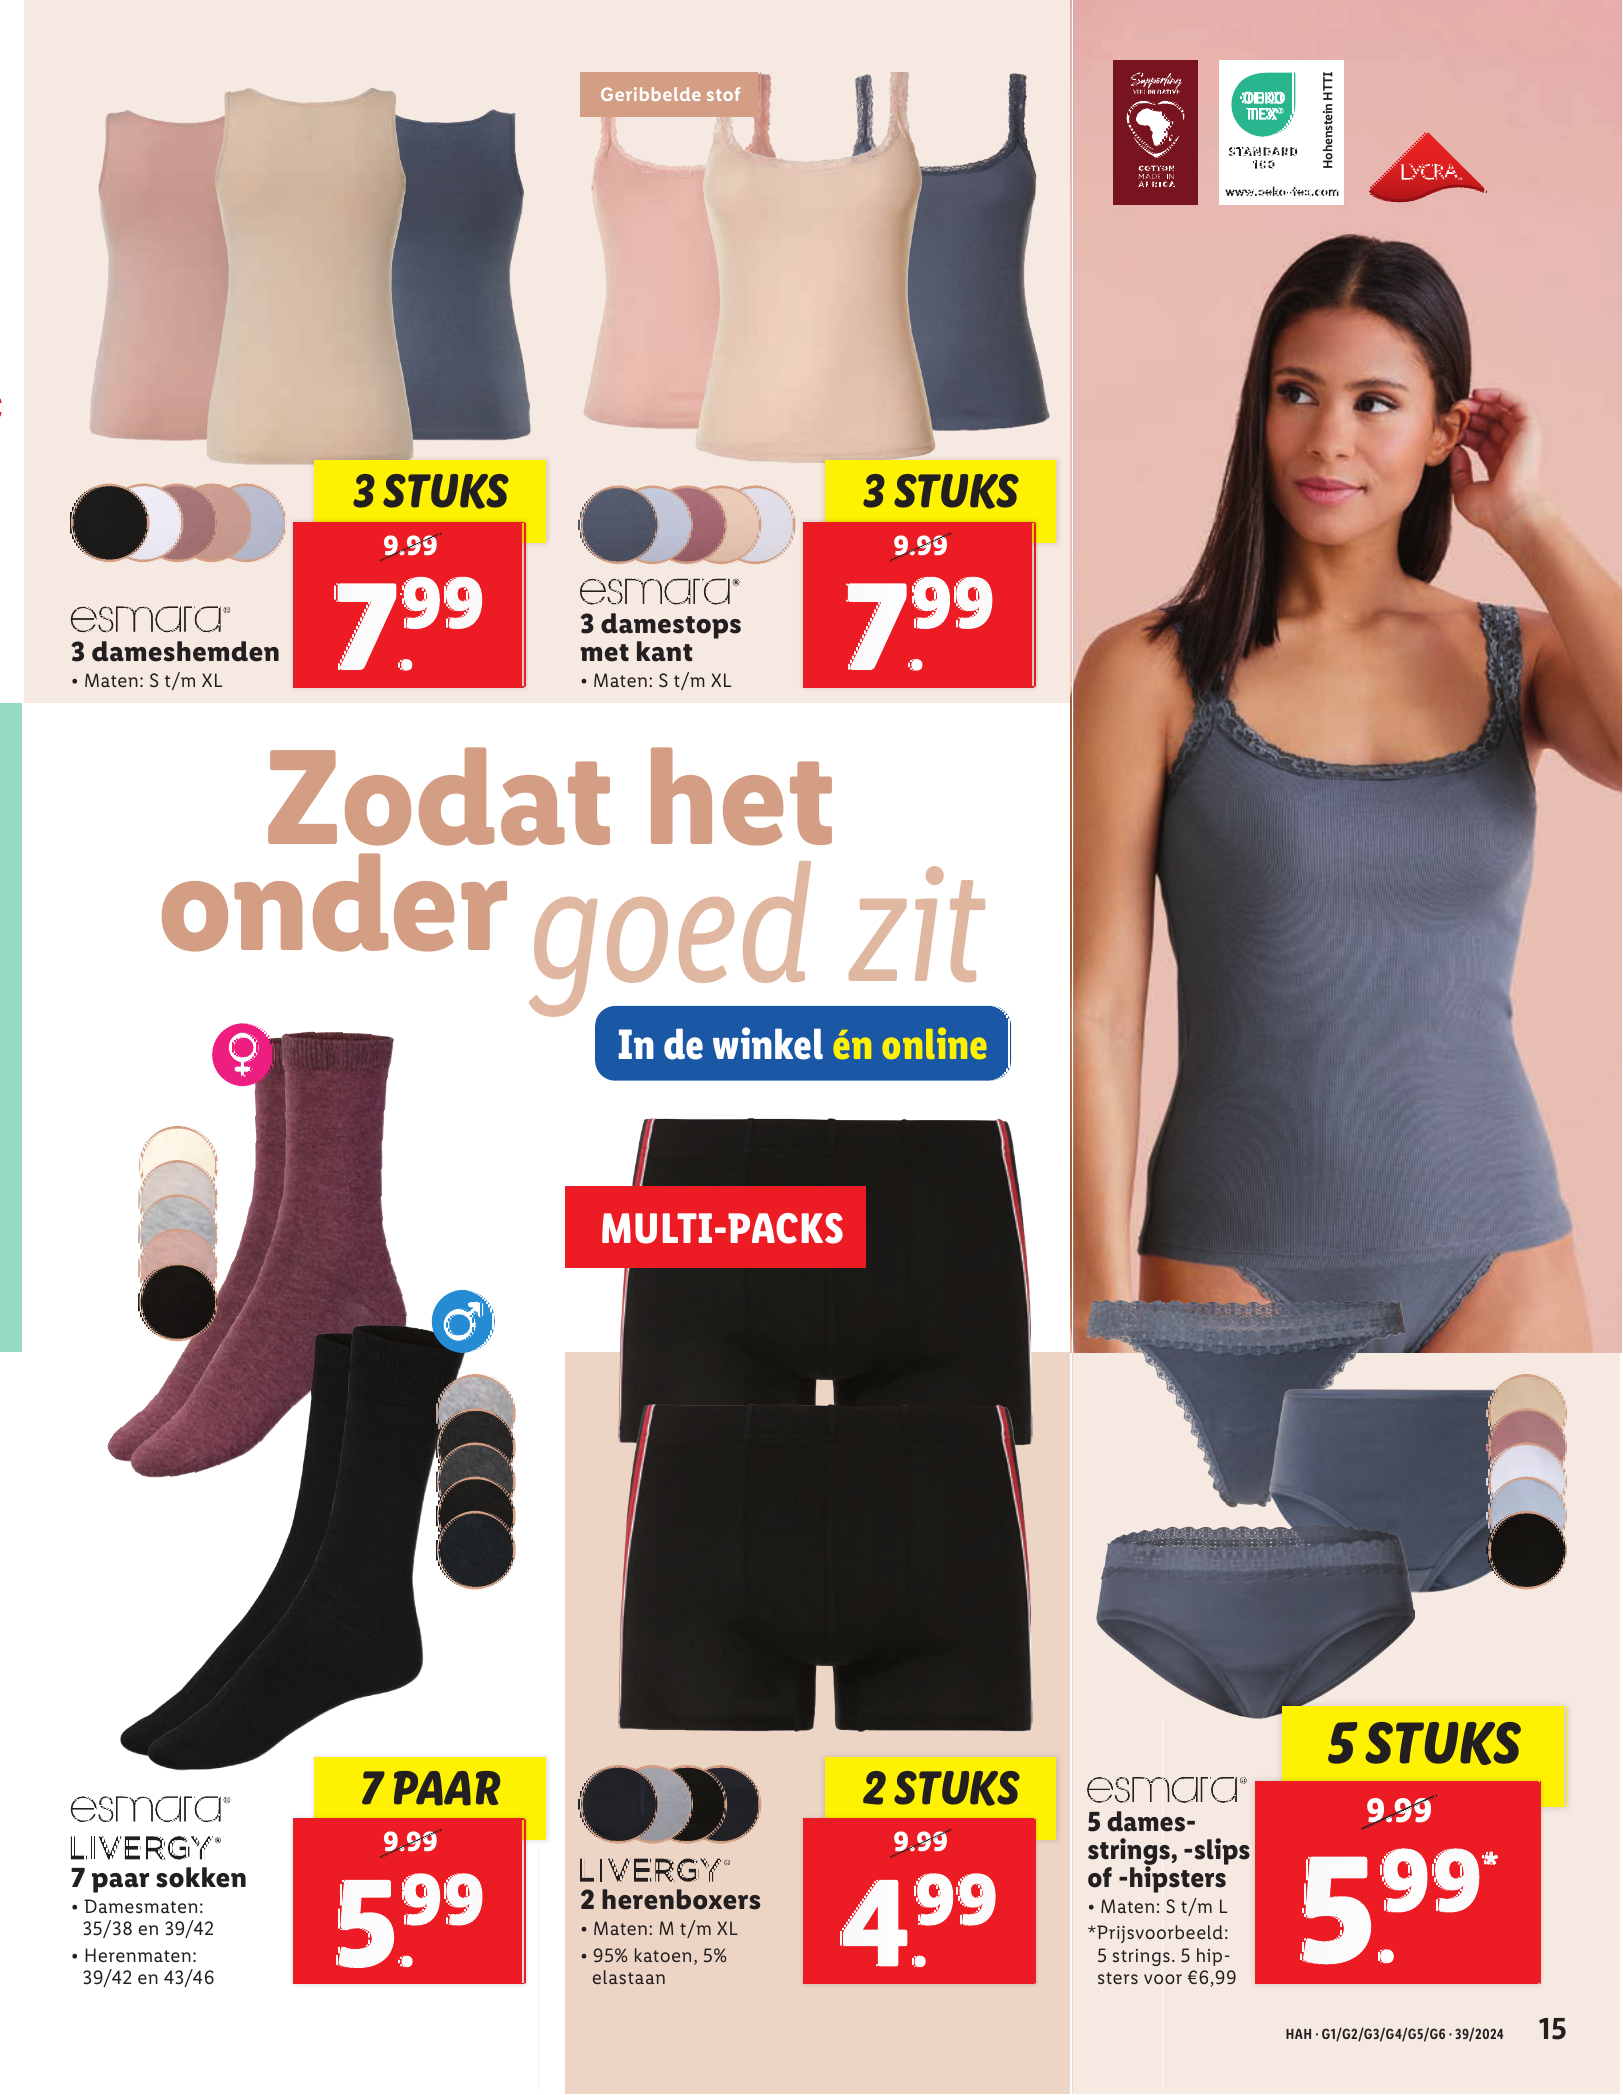 Geribbelde stof
Supporting
THE INITIATIVE
COTTON
MADE IN
AFRICA
OEKO
TEX®
STANDARD
100
Hohenstein HTTI
www.oeko-tex.com
LYCRA
3 STUKS
9.99
7.99
esmara®
3 dameshemden
• Maten: S t/m XL
3 STUKS
9.99
7.99
esmara®
3 damestops
met kant
• Maten: S t/m XL
Zodat het
onder goed zit
In de winkel én online
MULTI-PACKS
7 PAAR
9.99
5.99
esmara®
LIVERGY®
7 paar sokken
• Damesmaten:
35/38 en 39/42
• Herenmaten:
39/42 en 43/46
2 STUKS
9.99
4.99
LIVERGY®
2 herenboxers
• Maten: M t/m XL
• 95% katoen, 5%
elastaan
5 STUKS
9.99
5.99*
esmara®
5 dames-
strings, -slips
of -hipsters
• Maten: S t/m L
*Prijsvoorbeeld:
5 strings. 5 hip-
sters voor €6,99
HAH · G1/G2/G3/G4/G5/G6 · 39/2024
15